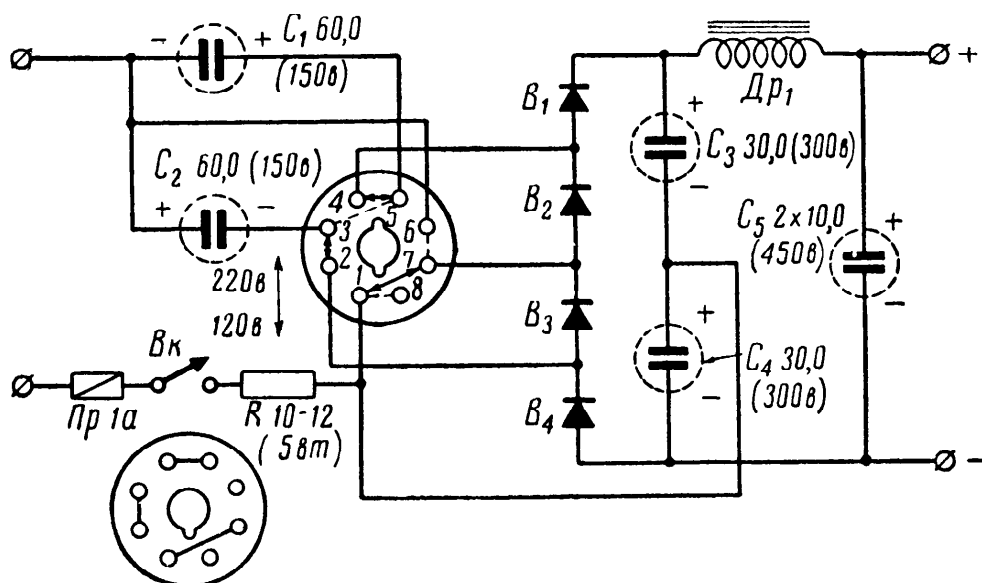 − + C₁ 60,0
(150в)
C₂ 60,0 (150в)
+ −
4 5
3 6
2 7
8
220в
120в
Вк
Пр 1а
R 10-12
(5вт)
В₁
В₂
В₃
В₄
Др₁
+
+
C₃ 30,0 (300в)
−
C₅ 2×10,0
(450в)
+
−
+
C₄ 30,0
(300в)
−
−